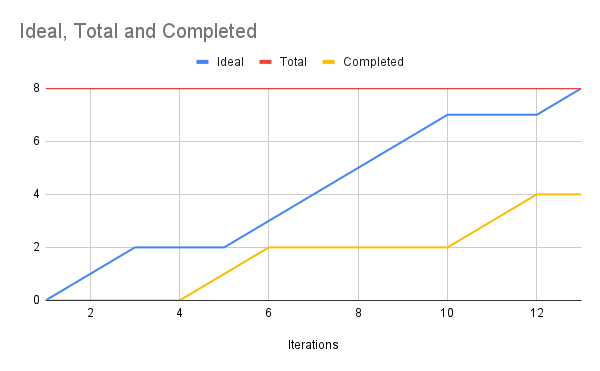 Ideal, Total and Completed
Ideal Total Completed
8
6
4
2
0
2 4 6 8 10 12
Iterations